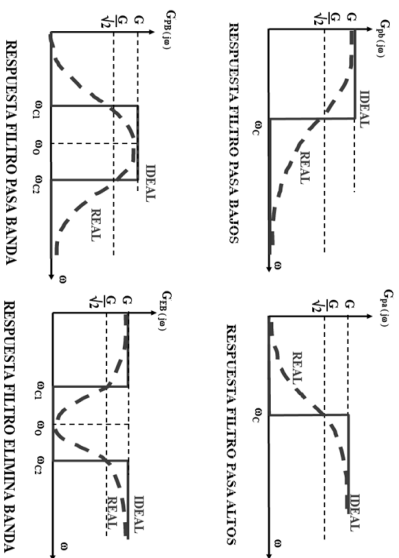 Gpb(jω)
G
G
√2
IDEAL
REAL
ωC
ω
RESPUESTA FILTRO PASA BAJOS
Gpa(jω)
G
G
√2
REAL
IDEAL
ωC
ω
RESPUESTA FILTRO PASA ALTOS
GPB(jω)
G
G
√2
IDEAL
REAL
ωC1
ωO
ωC2
ω
RESPUESTA FILTRO PASA BANDA
GEB(jω)
G
G
√2
IDEAL
REAL
ωC1
ωO
ωC2
ω
RESPUESTA FILTRO ELIMINA BANDA